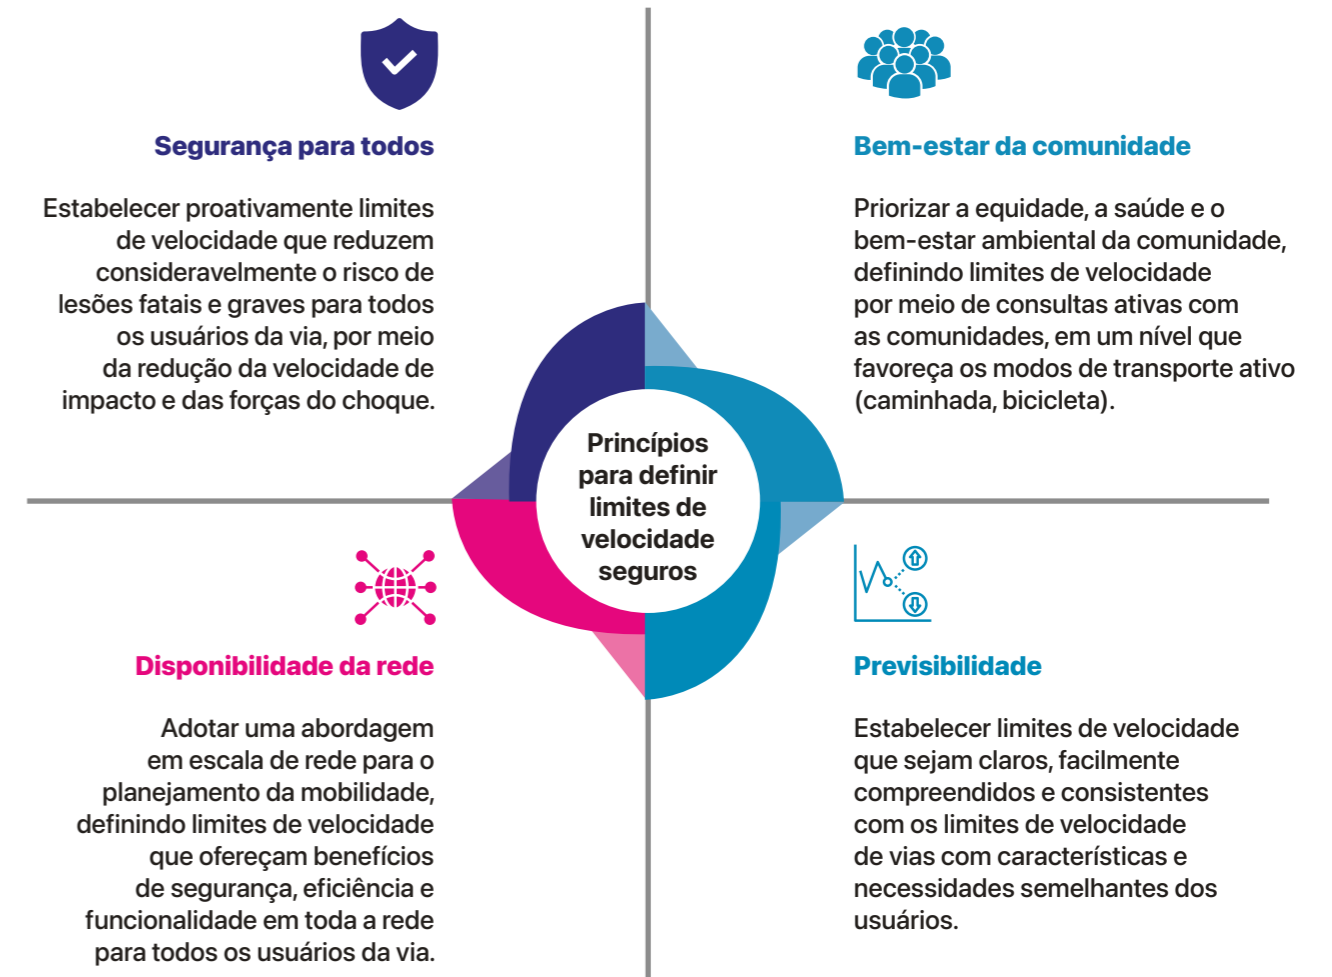 Segurança para todos
Estabelecer proativamente limites
de velocidade que reduzem
consideravelmente o risco de
lesões fatais e graves para todos
os usuários da via, por meio
da redução da velocidade de
impacto e das forças do choque.
Bem-estar da comunidade
Priorizar a equidade, a saúde e o
bem-estar ambiental da comunidade,
definindo limites de velocidade
por meio de consultas ativas com
as comunidades, em um nível que
favoreça os modos de transporte ativo
(caminhada, bicicleta).
Princípios
para definir
limites de
velocidade
seguros
Disponibilidade da rede
Adotar uma abordagem
em escala de rede para o
planejamento da mobilidade,
definindo limites de velocidade
que ofereçam benefícios
de segurança, eficiência e
funcionalidade em toda a rede
para todos os usuários da via.
Previsibilidade
Estabelecer limites de velocidade
que sejam claros, facilmente
compreendidos e consistentes
com os limites de velocidade
de vias com características e
necessidades semelhantes dos
usuários.